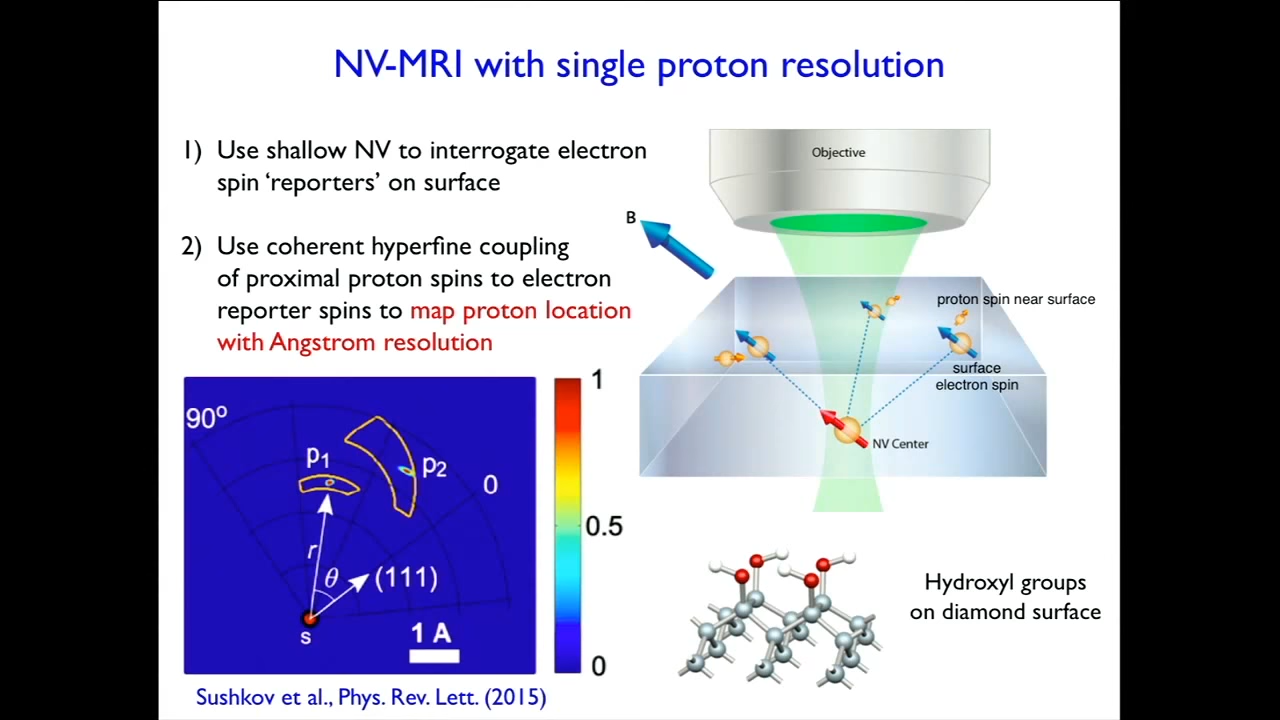 NV-MRI with single proton resolution
1) Use shallow NV to interrogate electron
spin ‘reporters’ on surface
2) Use coherent hyperfine coupling
of proximal proton spins to electron
reporter spins to map proton location
with Angstrom resolution
Objective
B
proton spin near surface
surface
electron spin
NV Center
90º
p1
p2
0
r
θ
(111)
s
1 A
1
0.5
0
Hydroxyl groups
on diamond surface
Sushkov et al., Phys. Rev. Lett. (2015)